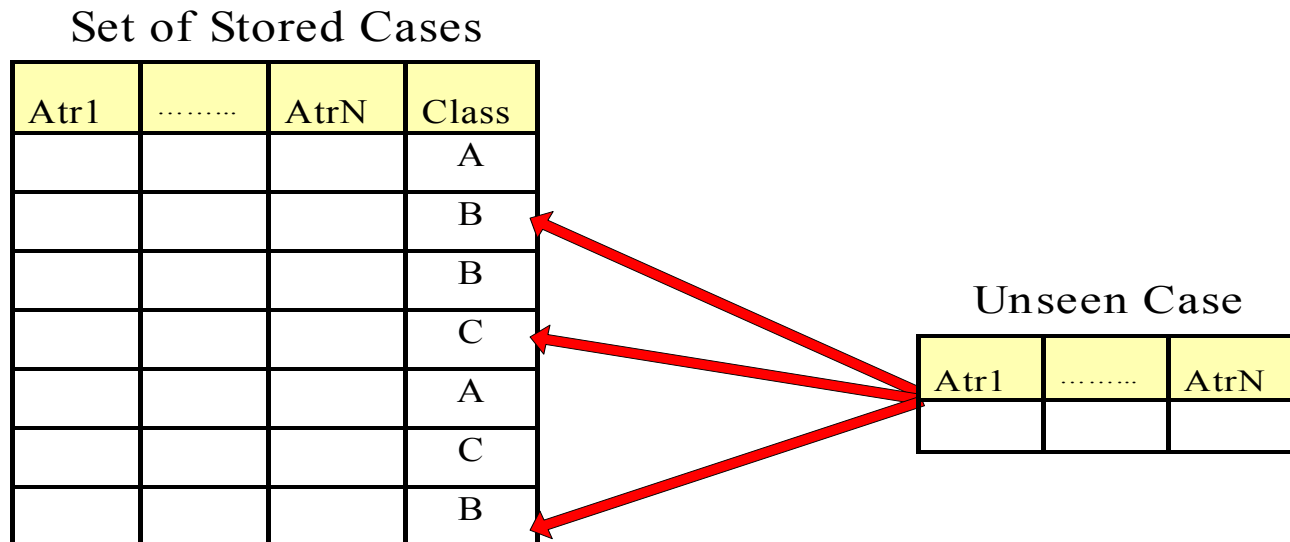 Set of Stored Cases
Atr1 ......... AtrN Class
A
B
B
C
A
C
B
Unseen Case
Atr1 ......... AtrN